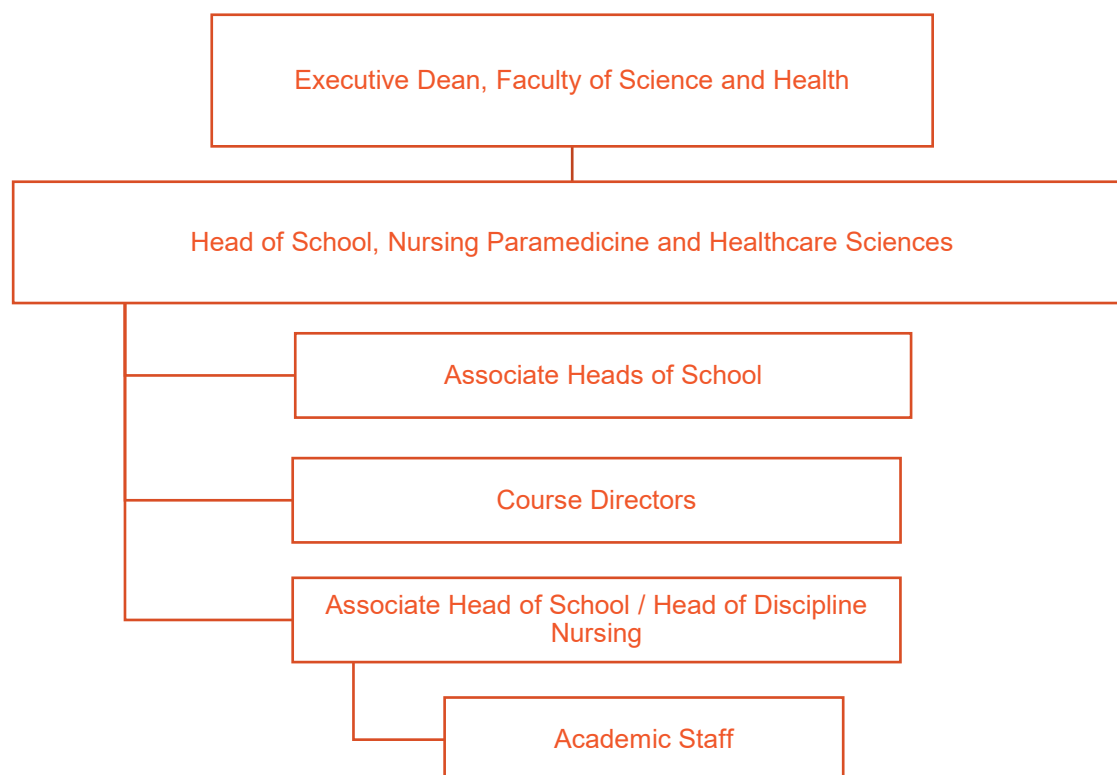 Executive Dean, Faculty of Science and Health
Head of School, Nursing Paramedicine and Healthcare Sciences
Associate Heads of School
Course Directors
Associate Head of School / Head of Discipline
Nursing
Academic Staff